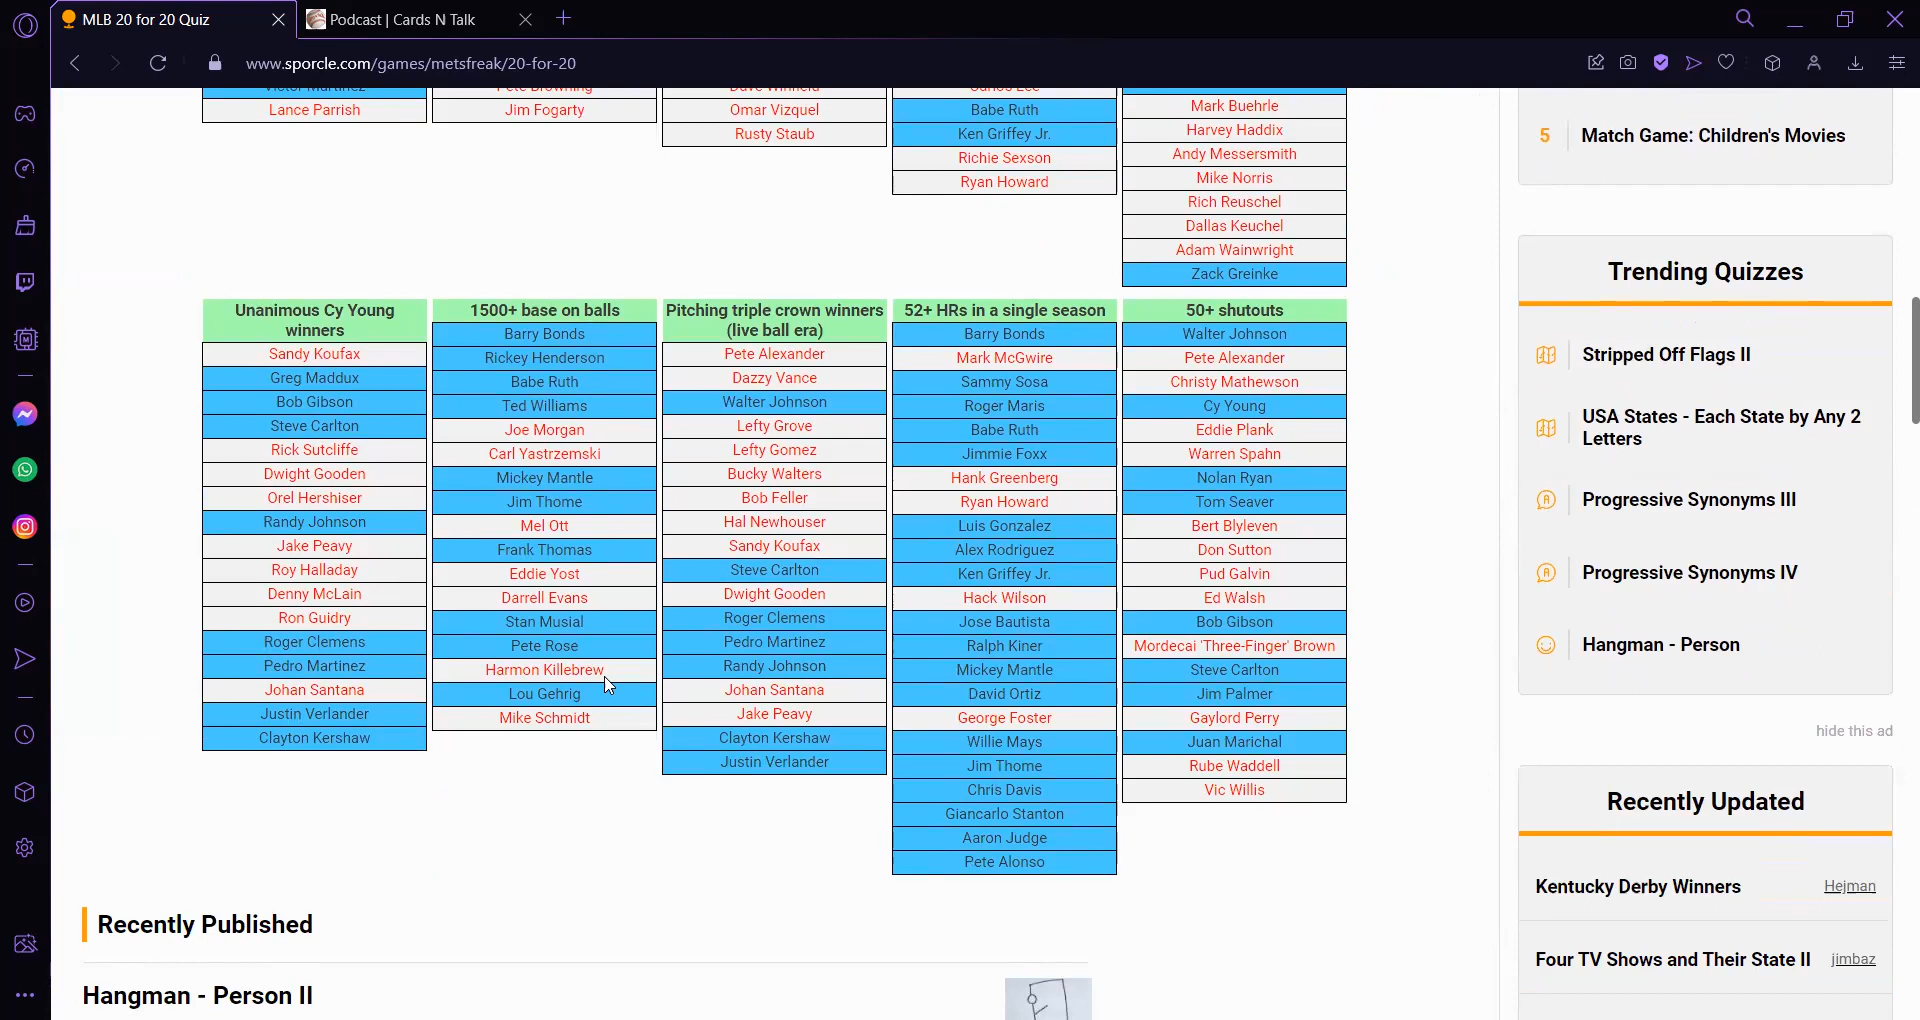 MLB 20 for 20 Quiz
Podcast | Cards N Talk
www.sporcle.com/games/metsfreak/20-for-20
Victor Martinez
Lance Parrish
Pete Browning
Jim Fogarty
Dave Winfield
Omar Vizquel
Rusty Staub
Carlos Lee
Babe Ruth
Ken Griffey Jr.
Richie Sexson
Ryan Howard
Mark Buehrle
Harvey Haddix
Andy Messersmith
Mike Norris
Rich Reuschel
Dallas Keuchel
Adam Wainwright
Zack Greinke
Unanimous Cy Young
winners
Sandy Koufax
Greg Maddux
Bob Gibson
Steve Carlton
Rick Sutcliffe
Dwight Gooden
Orel Hershiser
Randy Johnson
Jake Peavy
Roy Halladay
Denny McLain
Ron Guidry
Roger Clemens
Pedro Martinez
Johan Santana
Justin Verlander
Clayton Kershaw
1500+ base on balls
Barry Bonds
Rickey Henderson
Babe Ruth
Ted Williams
Joe Morgan
Carl Yastrzemski
Mickey Mantle
Jim Thome
Mel Ott
Frank Thomas
Eddie Yost
Darrell Evans
Stan Musial
Pete Rose
Harmon Killebrew
Lou Gehrig
Mike Schmidt
Pitching triple crown winners
(live ball era)
Pete Alexander
Dazzy Vance
Walter Johnson
Lefty Grove
Lefty Gomez
Bucky Walters
Bob Feller
Hal Newhouser
Sandy Koufax
Steve Carlton
Dwight Gooden
Roger Clemens
Pedro Martinez
Randy Johnson
Johan Santana
Jake Peavy
Clayton Kershaw
Justin Verlander
52+ HRs in a single season
Barry Bonds
Mark McGwire
Sammy Sosa
Roger Maris
Babe Ruth
Jimmie Foxx
Hank Greenberg
Ryan Howard
Luis Gonzalez
Alex Rodriguez
Ken Griffey Jr.
Hack Wilson
Jose Bautista
Ralph Kiner
Mickey Mantle
David Ortiz
George Foster
Willie Mays
Jim Thome
Chris Davis
Giancarlo Stanton
Aaron Judge
Pete Alonso
50+ shutouts
Walter Johnson
Pete Alexander
Christy Mathewson
Cy Young
Eddie Plank
Warren Spahn
Nolan Ryan
Tom Seaver
Bert Blyleven
Don Sutton
Pud Galvin
Ed Walsh
Bob Gibson
Mordecai 'Three-Finger' Brown
Steve Carlton
Jim Palmer
Gaylord Perry
Juan Marichal
Rube Waddell
Vic Willis
Recently Published
Hangman - Person II
5 Match Game: Children's Movies
Trending Quizzes
Stripped Off Flags II
USA States - Each State by Any 2
Letters
Progressive Synonyms III
Progressive Synonyms IV
Hangman - Person
hide this ad
Recently Updated
Kentucky Derby Winners Hejman
Four TV Shows and Their State II jimbaz